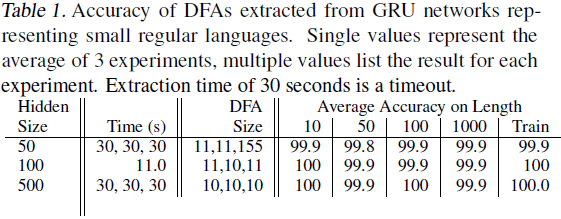 Table 1. Accuracy of DFAs extracted from GRU networks rep-
resenting small regular languages. Single values represent the
average of 3 experiments, multiple values list the result for each
experiment. Extraction time of 30 seconds is a timeout.
Hidden DFA Average Accuracy on Length
Size Time (s) Size 10 50 100 1000 Train
50 30, 30, 30 11,11,155 99.9 99.8 99.9 99.9 99.9
100 11.0 11,10,11 100 99.9 99.9 99.9 100
500 30, 30, 30 10,10,10 100 99.9 100 99.9 100.0